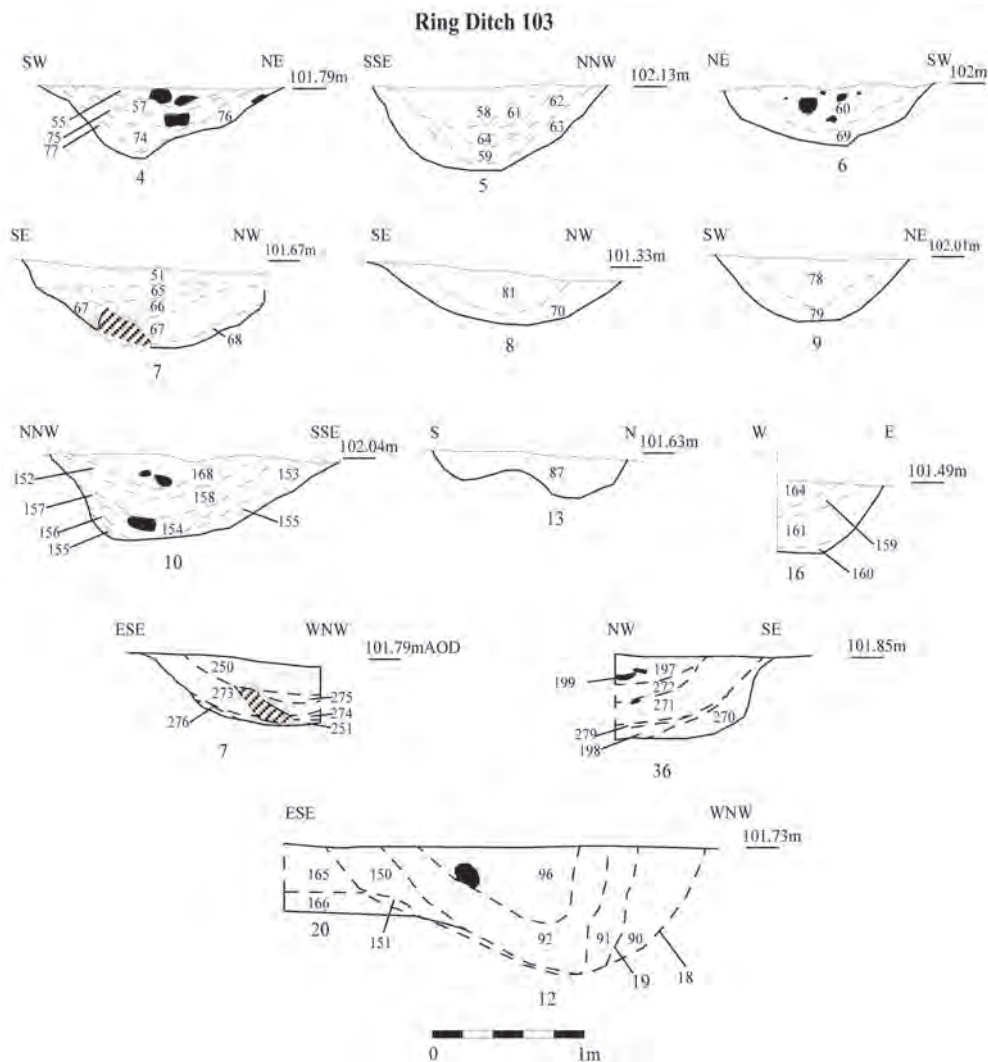 Ring Ditch 103
SW NE 101.79m
55 57 75 77 74 76
4
SSE NNW 102.13m
58 61 62 63 64 59
5
NE SW 102m
60 69
6
SE NW 101.67m
51 65 66 67 67 68
7
SE NW 101.33m
81 70
8
SW NE 102.01m
78 79
9
NNW SSE 102.04m
152 168 153 158 157 156 155 154 155
10
S N 101.63m
87
13
W E 101.49m
164 161 159 160
16
ESE WNW 101.79mAOD
250 273 275 274 251 276
7
NW SE 101.85m
199 197 272 271 270 279 198
36
ESE WNW 101.73m
165 150 96 166 151 92 91 90
20 12 19 18
0 1m